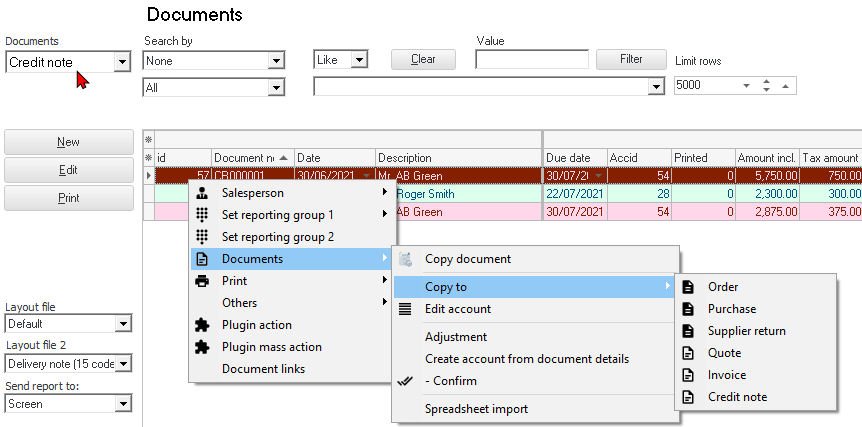 Documents
Documents
Search by
Value
Credit note
None
Like
Clear
Filter
Limit rows
All
5000
New
Edit
Print
id
Document no
Date
Description
Due date
Accid
Printed
Amount incl.
Tax amount
57 CR000001 30/06/2021 Mr. AB Green 30/07/20 54 0 5,750.00 750.00
Roger Smith 22/07/2021 28 0 2,300.00 300.00
AB Green 30/07/2021 54 0 2,875.00 375.00
Salesperson
Set reporting group 1
Set reporting group 2
Documents
Print
Others
Plugin action
Plugin mass action
Document links
Copy document
Copy to
Edit account
Adjustment
Create account from document details
- Confirm
Spreadsheet import
Order
Purchase
Supplier return
Quote
Invoice
Credit note
Layout file
Default
Layout file 2
Delivery note (15 code
Send report to:
Screen